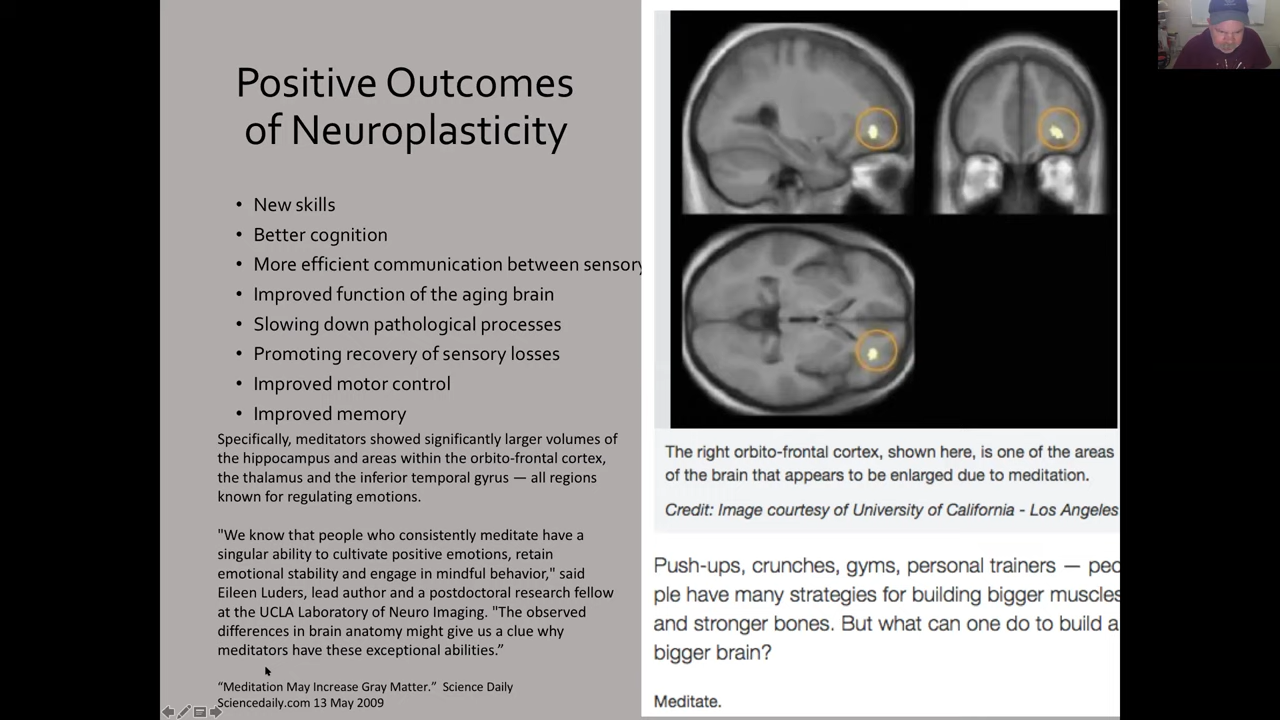 Positive Outcomes
of Neuroplasticity
• New skills
• Better cognition
• More efficient communication between sensory
• Improved function of the aging brain
• Slowing down pathological processes
• Promoting recovery of sensory losses
• Improved motor control
• Improved memory
Specifically, meditators showed significantly larger volumes of
the hippocampus and areas within the orbito-frontal cortex,
the thalamus and the inferior temporal gyrus — all regions
known for regulating emotions.
"We know that people who consistently meditate have a
singular ability to cultivate positive emotions, retain
emotional stability and engage in mindful behavior," said
Eileen Luders, lead author and a postdoctoral research fellow
at the UCLA Laboratory of Neuro Imaging. "The observed
differences in brain anatomy might give us a clue why
meditators have these exceptional abilities.”
“Meditation May Increase Gray Matter.” Science Daily
Sciencedaily.com 13 May 2009
The right orbito-frontal cortex, shown here, is one of the areas
of the brain that appears to be enlarged due to meditation.
Credit: Image courtesy of University of California - Los Angeles
Push-ups, crunches, gyms, personal trainers — peo
ple have many strategies for building bigger muscles
and stronger bones. But what can one do to build a
bigger brain?
Meditate.